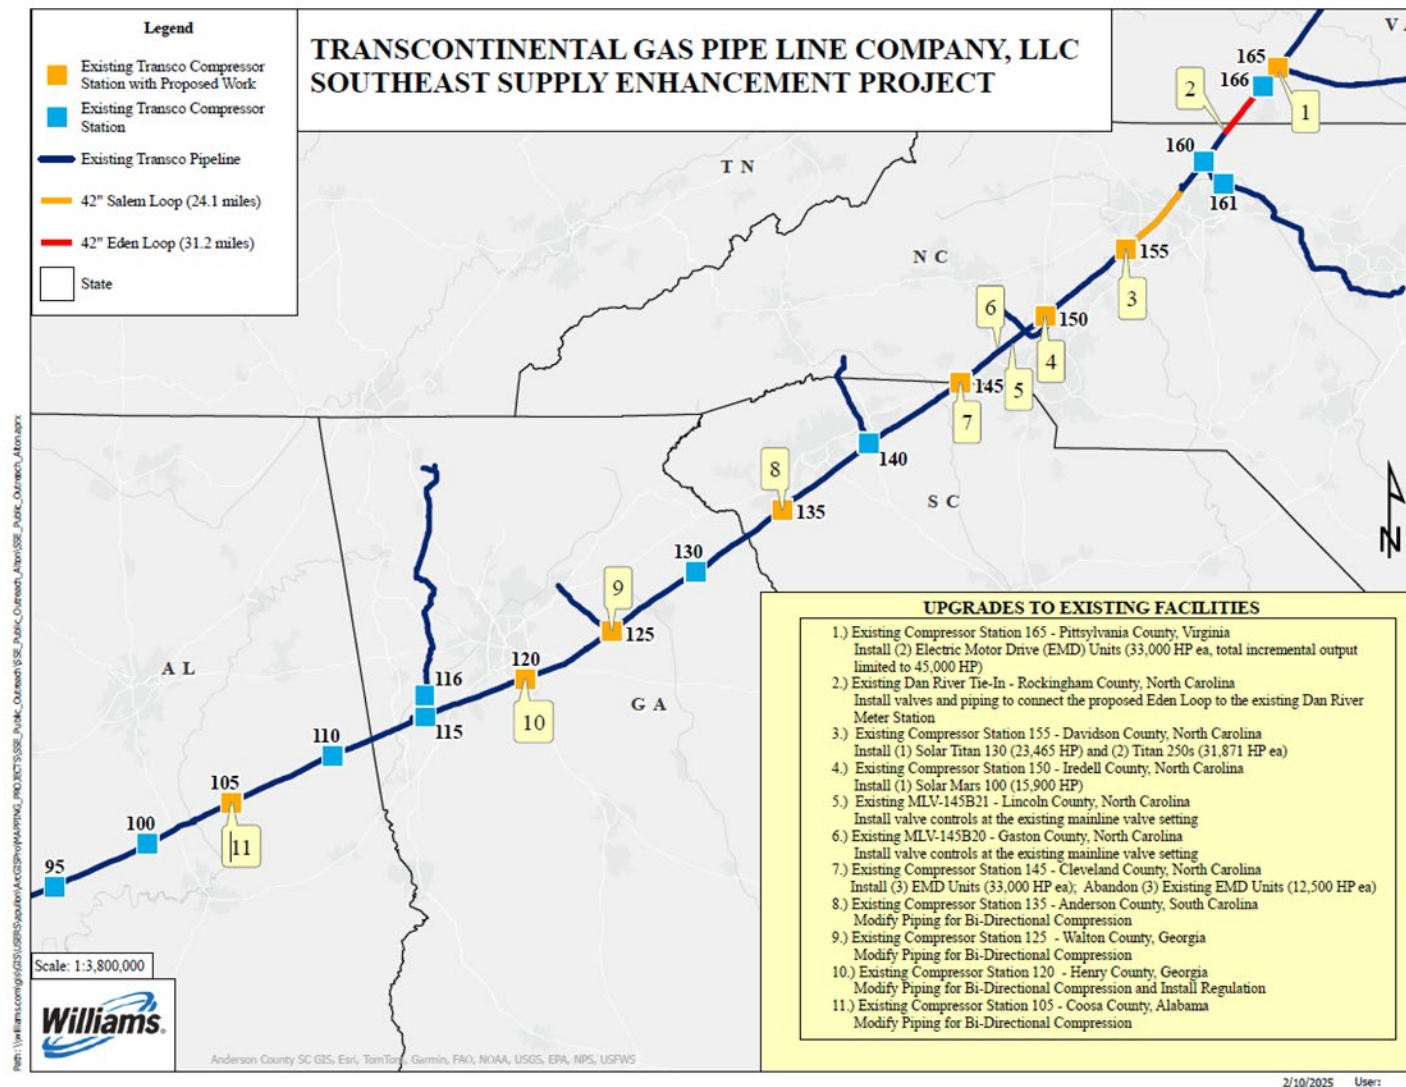 Legend
Existing Transco Compressor
Station with Proposed Work
Existing Transco Compressor
Station
Existing Transco Pipeline
42" Salem Loop (24.1 miles)
42" Eden Loop (31.2 miles)
State
TRANSCONTINENTAL GAS PIPE LINE COMPANY, LLC
SOUTHEAST SUPPLY ENHANCEMENT PROJECT
165
166
2
1
160
161
TN
NC
155
3
6
150
4
5
145
7
140
8
135
SC
130
9
125
120
10
GA
116
115
AL
110
105
11
100
95
N
UPGRADES TO EXISTING FACILITIES
1.) Existing Compressor Station 165 - Pittsylvania County, Virginia
Install (2) Electric Motor Drive (EMD) Units (33,000 HP ea, total incremental output
limited to 45,000 HP)
2.) Existing Dan River Tie-In - Rockingham County, North Carolina
Install valves and piping to connect the proposed Eden Loop to the existing Dan River
Meter Station
3.) Existing Compressor Station 155 - Davidson County, North Carolina
Install (1) Solar Titan 130 (23,465 HP) and (2) Titan 250s (31,871 HP ea)
4.) Existing Compressor Station 150 - Iredell County, North Carolina
Install (1) Solar Mars 100 (15,900 HP)
5.) Existing MLV-145B21 - Lincoln County, North Carolina
Install valve controls at the existing mainline valve setting
6.) Existing MLV-145B20 - Gaston County, North Carolina
Install valve controls at the existing mainline valve setting
7.) Existing Compressor Station 145 - Cleveland County, North Carolina
Install (3) EMD Units (33,000 HP ea); Abandon (3) Existing EMD Units (12,500 HP ea)
8.) Existing Compressor Station 135 - Anderson County, South Carolina
Modify Piping for Bi-Directional Compression
9.) Existing Compressor Station 125 - Walton County, Georgia
Modify Piping for Bi-Directional Compression
10.) Existing Compressor Station 120 - Henry County, Georgia
Modify Piping for Bi-Directional Compression and Install Regulation
11.) Existing Compressor Station 105 - Coosa County, Alabama
Modify Piping for Bi-Directional Compression
Scale: 1:3,800,000
Williams
Anderson County SC GIS, Esri, TomTom, Garmin, FAO, NOAA, USGS, EPA, NPS, USFWS
2/10/2025 User: